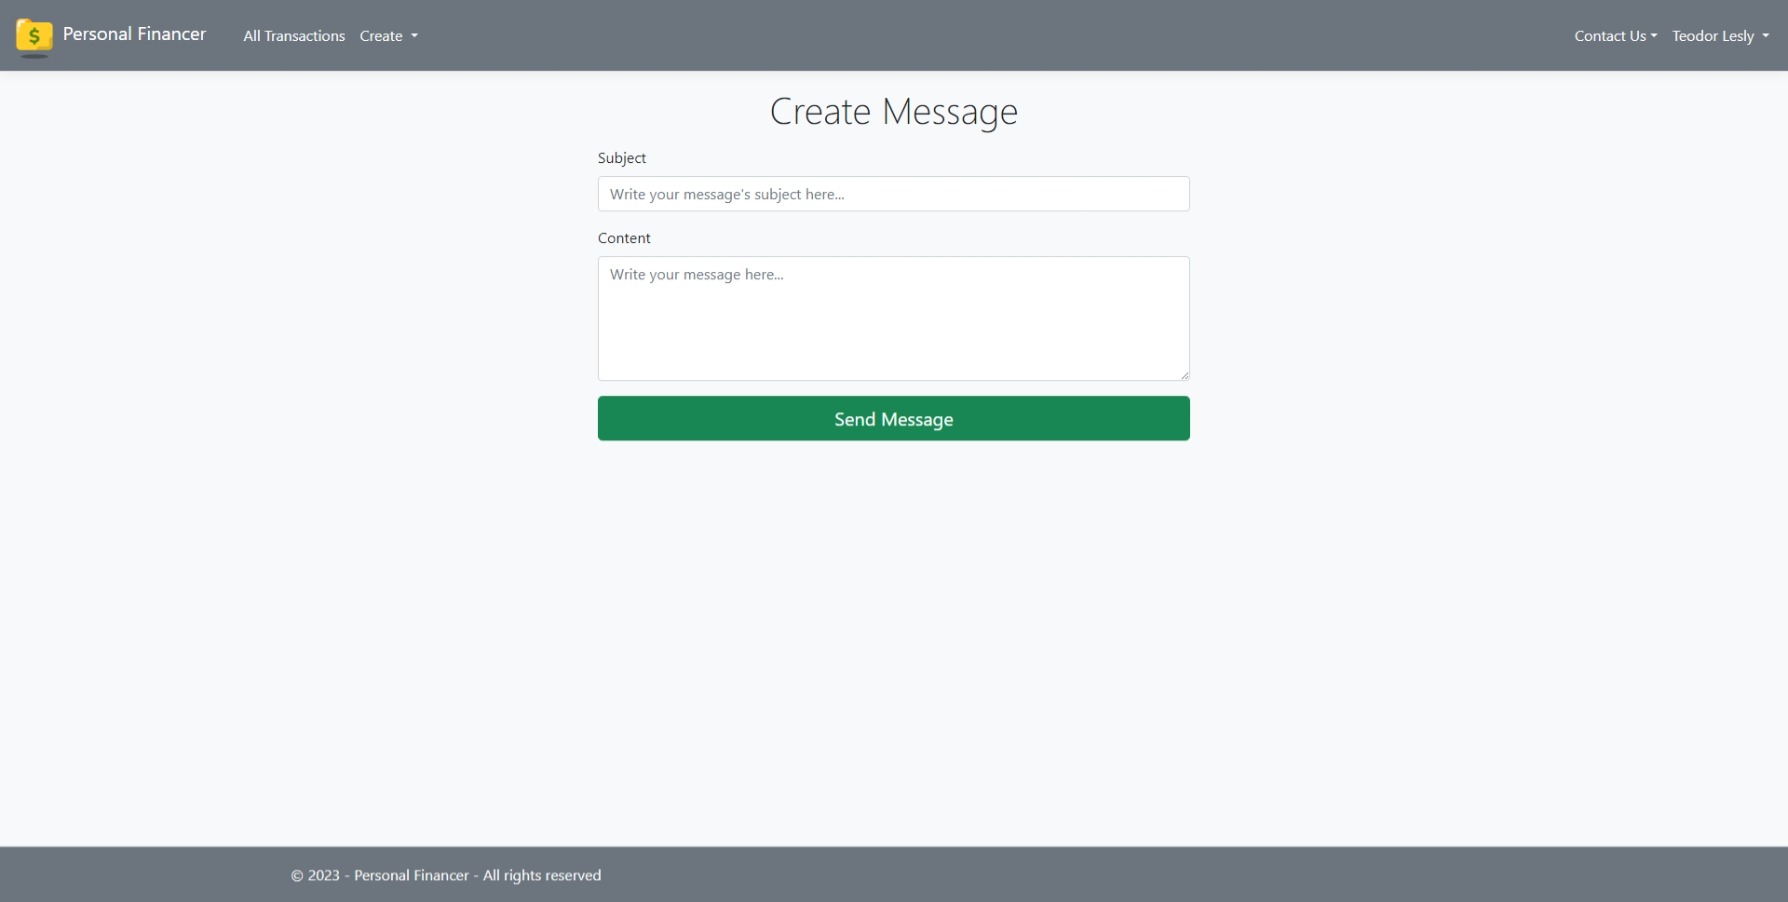 Personal Financer All Transactions Create Contact Us Teodor Lesly
Create Message
Subject
Write your message's subject here...
Content
Write your message here...
Send Message
© 2023 - Personal Financer - All rights reserved